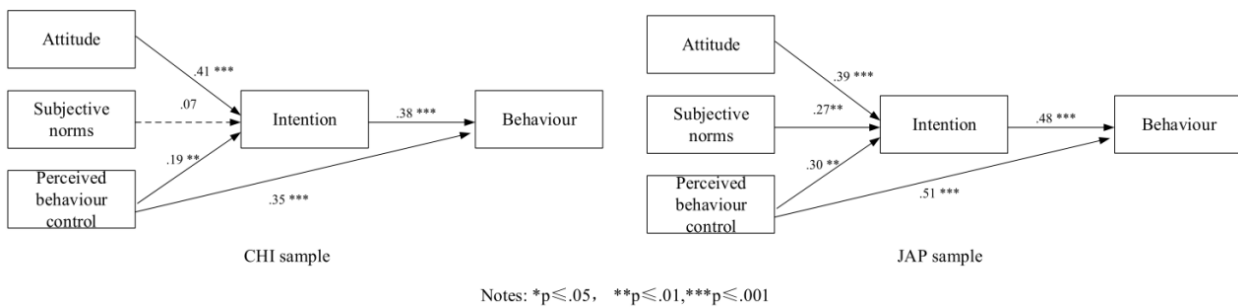 Attitude
.41 ***
Subjective
norms
.07
Intention
.38 ***
Behaviour
.19 **
Perceived
behaviour
control
.35 ***
CHI sample
Attitude
.39 ***
Subjective
norms
.27**
Intention
.48 ***
Behaviour
.30 **
Perceived
behaviour
control
.51 ***
JAP sample
Notes: *p≤.05， **p≤.01,***p≤.001